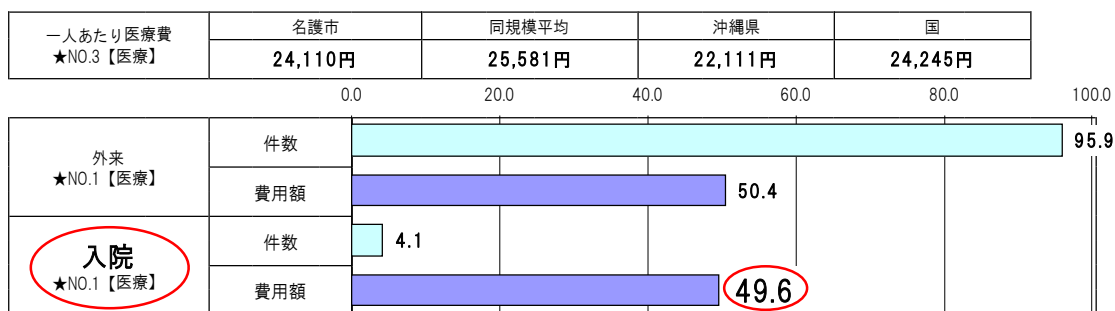 一人あたり医療費
★NO.3【医療】
名護市 同規模平均 沖縄県 国
24,110円 25,581円 22,111円 24,245円
0.0 20.0 40.0 60.0 80.0 100.0
外来
★NO.1【医療】
件数 95.9
費用額 50.4
入院
★NO.1【医療】
件数 4.1
費用額 49.6